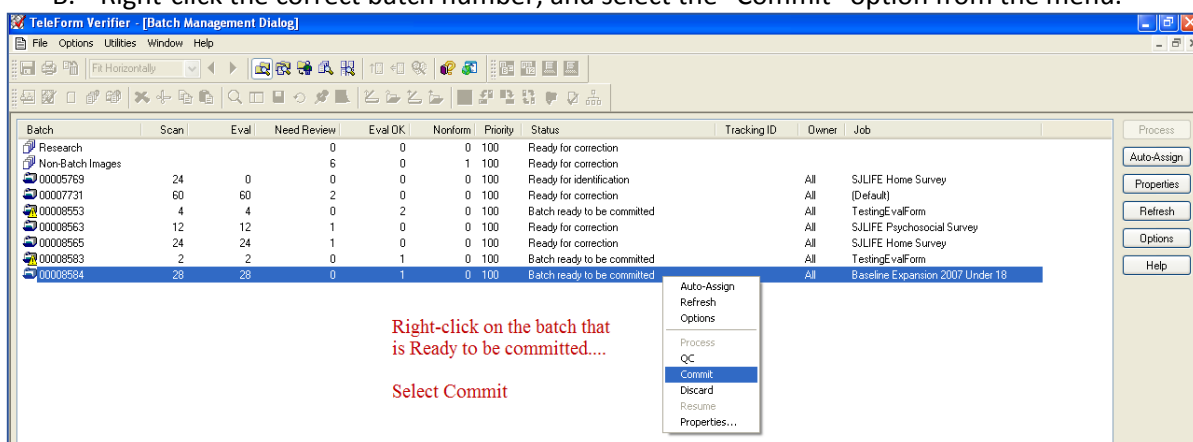 B. Right-click the correct batch number, and select the "Commit" option from the menu.
TeleForm Verifier - [Batch Management Dialog]
File Options Utilities Window Help
Fit Horizontally
Batch Scan Eval Need Review Eval OK Nonform Priority Status Tracking ID Owner Job
Research 0 0 0 100 Ready for correction
Non-Batch Images 6 0 1 100 Ready for correction
00005769 24 0 0 0 0 100 Ready for identification All SJLIFE Home Survey
00007731 60 60 2 0 0 100 Ready for correction All (Default)
00008553 4 4 0 2 0 100 Batch ready to be committed All TestingEvalForm
00008563 12 12 1 0 0 100 Ready for correction All SJLIFE Psychosocial Survey
00008565 24 24 1 0 0 100 Ready for correction All SJLIFE Home Survey
00008583 2 2 0 1 0 100 Batch ready to be committed All TestingEvalForm
00008584 28 28 0 1 0 100 Batch ready to be committed All Baseline Expansion 2007 Under 18
Process
Auto-Assign
Properties
Refresh
Options
Help
Auto-Assign
Refresh
Options
Process
QC
Commit
Discard
Resume
Properties...
Right-click on the batch that
is Ready to be committed....
Select Commit